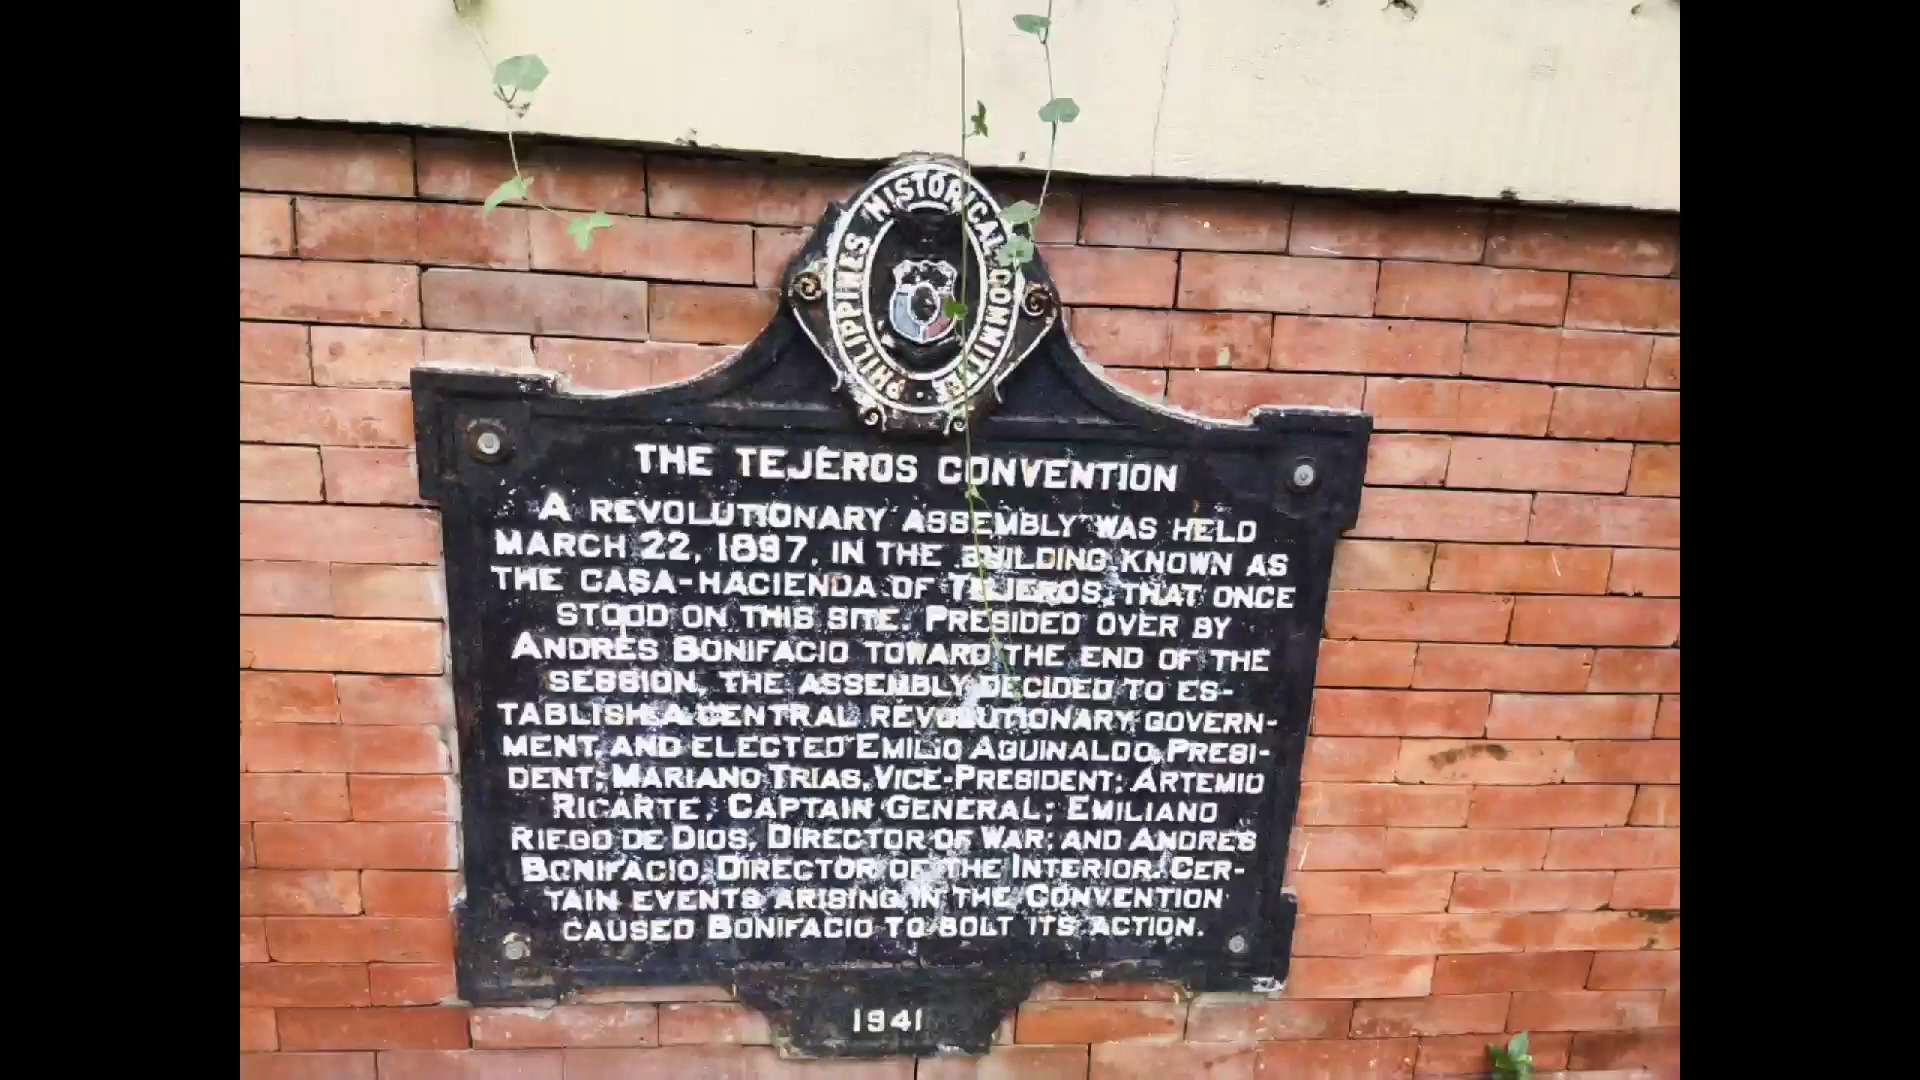 PHILIPPINES HISTORICAL COMMITTEE
THE TEJEROS CONVENTION
A REVOLUTIONARY ASSEMBLY WAS HELD
MARCH 22, 1897, IN THE BUILDING KNOWN AS
THE CASA-HACIENDA OF TEJEROS, THAT ONCE
STOOD ON THIS SITE. PRESIDED OVER BY
ANDRES BONIFACIO TOWARD THE END OF THE
SESSION, THE ASSEMBLY DECIDED TO ES-
TABLISH A CENTRAL REVOLUTIONARY GOVERN-
MENT, AND ELECTED EMILIO AGUINALDO, PRESI-
DENT; MARIANO TRIAS, VICE-PRESIDENT; ARTEMIO
RICARTE, CAPTAIN GENERAL; EMILIANO
RIEGO DE DIOS, DIRECTOR OF WAR; AND ANDRES
BONIFACIO, DIRECTOR OF THE INTERIOR. CER-
TAIN EVENTS ARISING IN THE CONVENTION
CAUSED BONIFACIO TO BOLT ITS ACTION.
1941